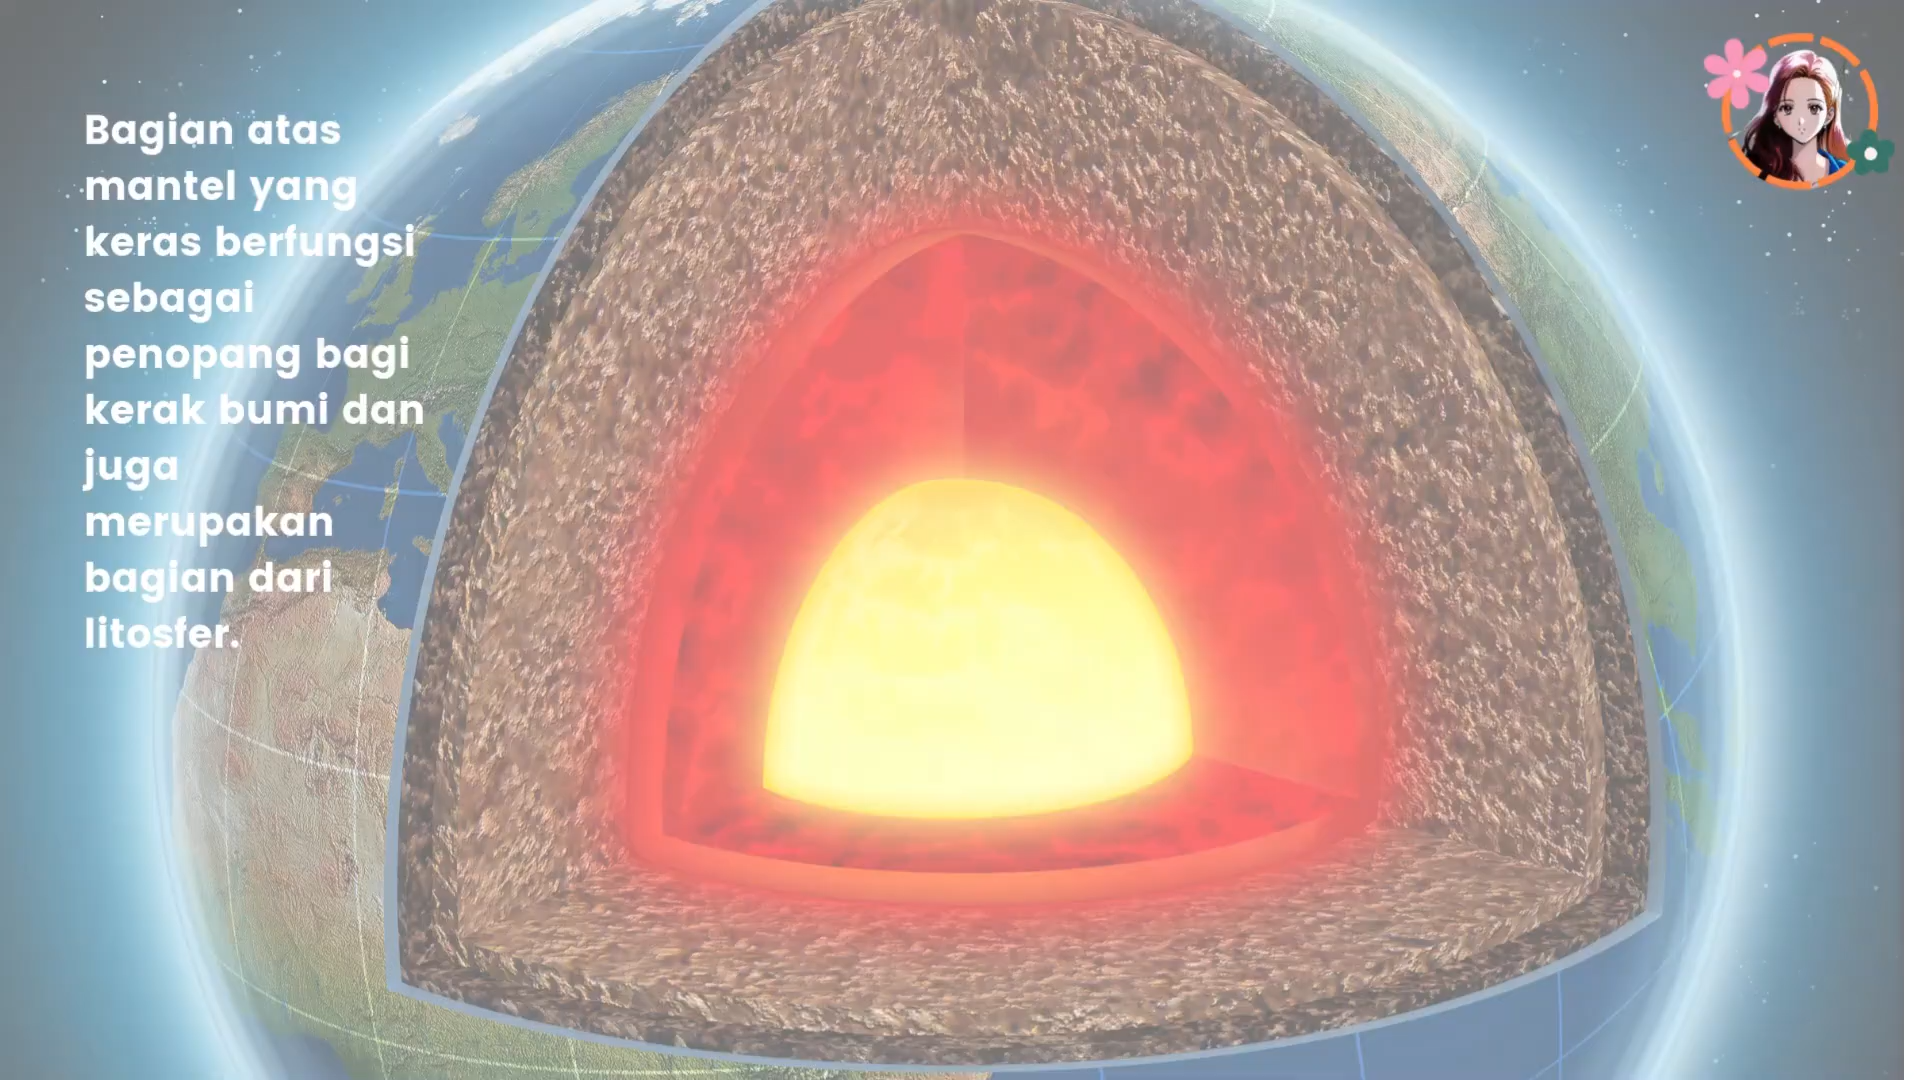 Bagian atas
mantel yang
keras berfungsi
sebagai
penopang bagi
kerak bumi dan
juga
merupakan
bagian dari
litosfer.